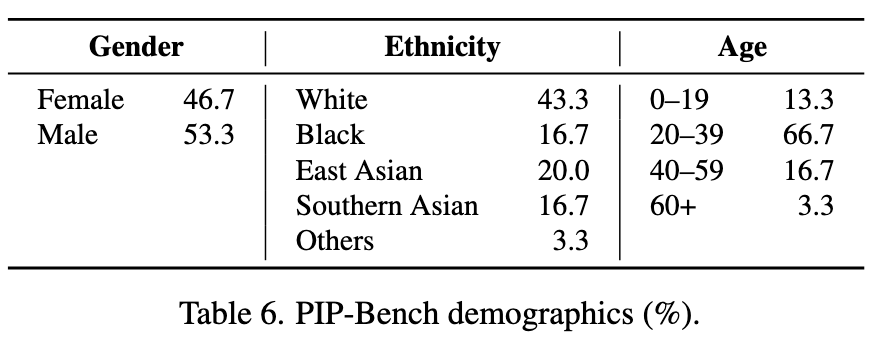 Gender Ethnicity Age
Female 46.7 White 43.3 0–19 13.3
Male 53.3 Black 16.7 20–39 66.7
East Asian 20.0 40–59 16.7
Southern Asian 16.7 60+ 3.3
Others 3.3
Table 6. PIP-Bench demographics (%).